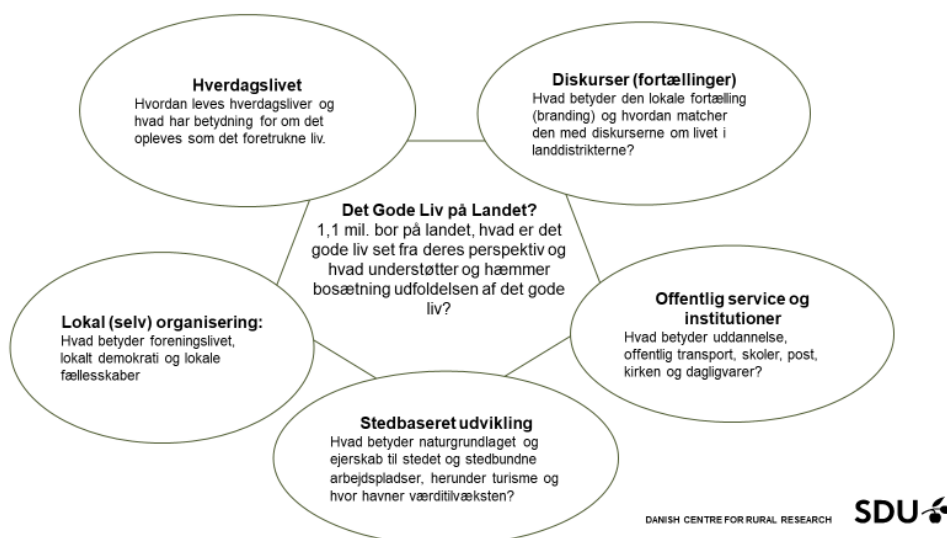 Hverdagslivet
Hvordan leves hverdagsliver og
hvad har betydning for om det
opleves som det foretrukne liv.
Diskurser (fortællinger)
Hvad betyder den lokale fortælling
(branding) og hvordan matcher
den med diskurserne om livet i
landdistrikterne?
Det Gode Liv på Landet?
1,1 mil. bor på landet, hvad er det
gode liv set fra deres perspektiv og
hvad understøtter og hæmmer
bosætning udfoldelsen af det gode
liv?
Lokal (selv) organisering:
Hvad betyder foreningslivet,
lokalt demokrati og lokale
fællesskaber
Offentlig service og
institutioner
Hvad betyder uddannelse,
offentlig transport, skoler, post,
kirken og dagligvarer?
Stedbaseret udvikling
Hvad betyder naturgrundlaget og
ejerskab til stedet og stedbundne
arbejdspladser, herunder turisme og
hvor havner værditilvæksten?
DANISH CENTRE FOR RURAL RESEARCH
SDU